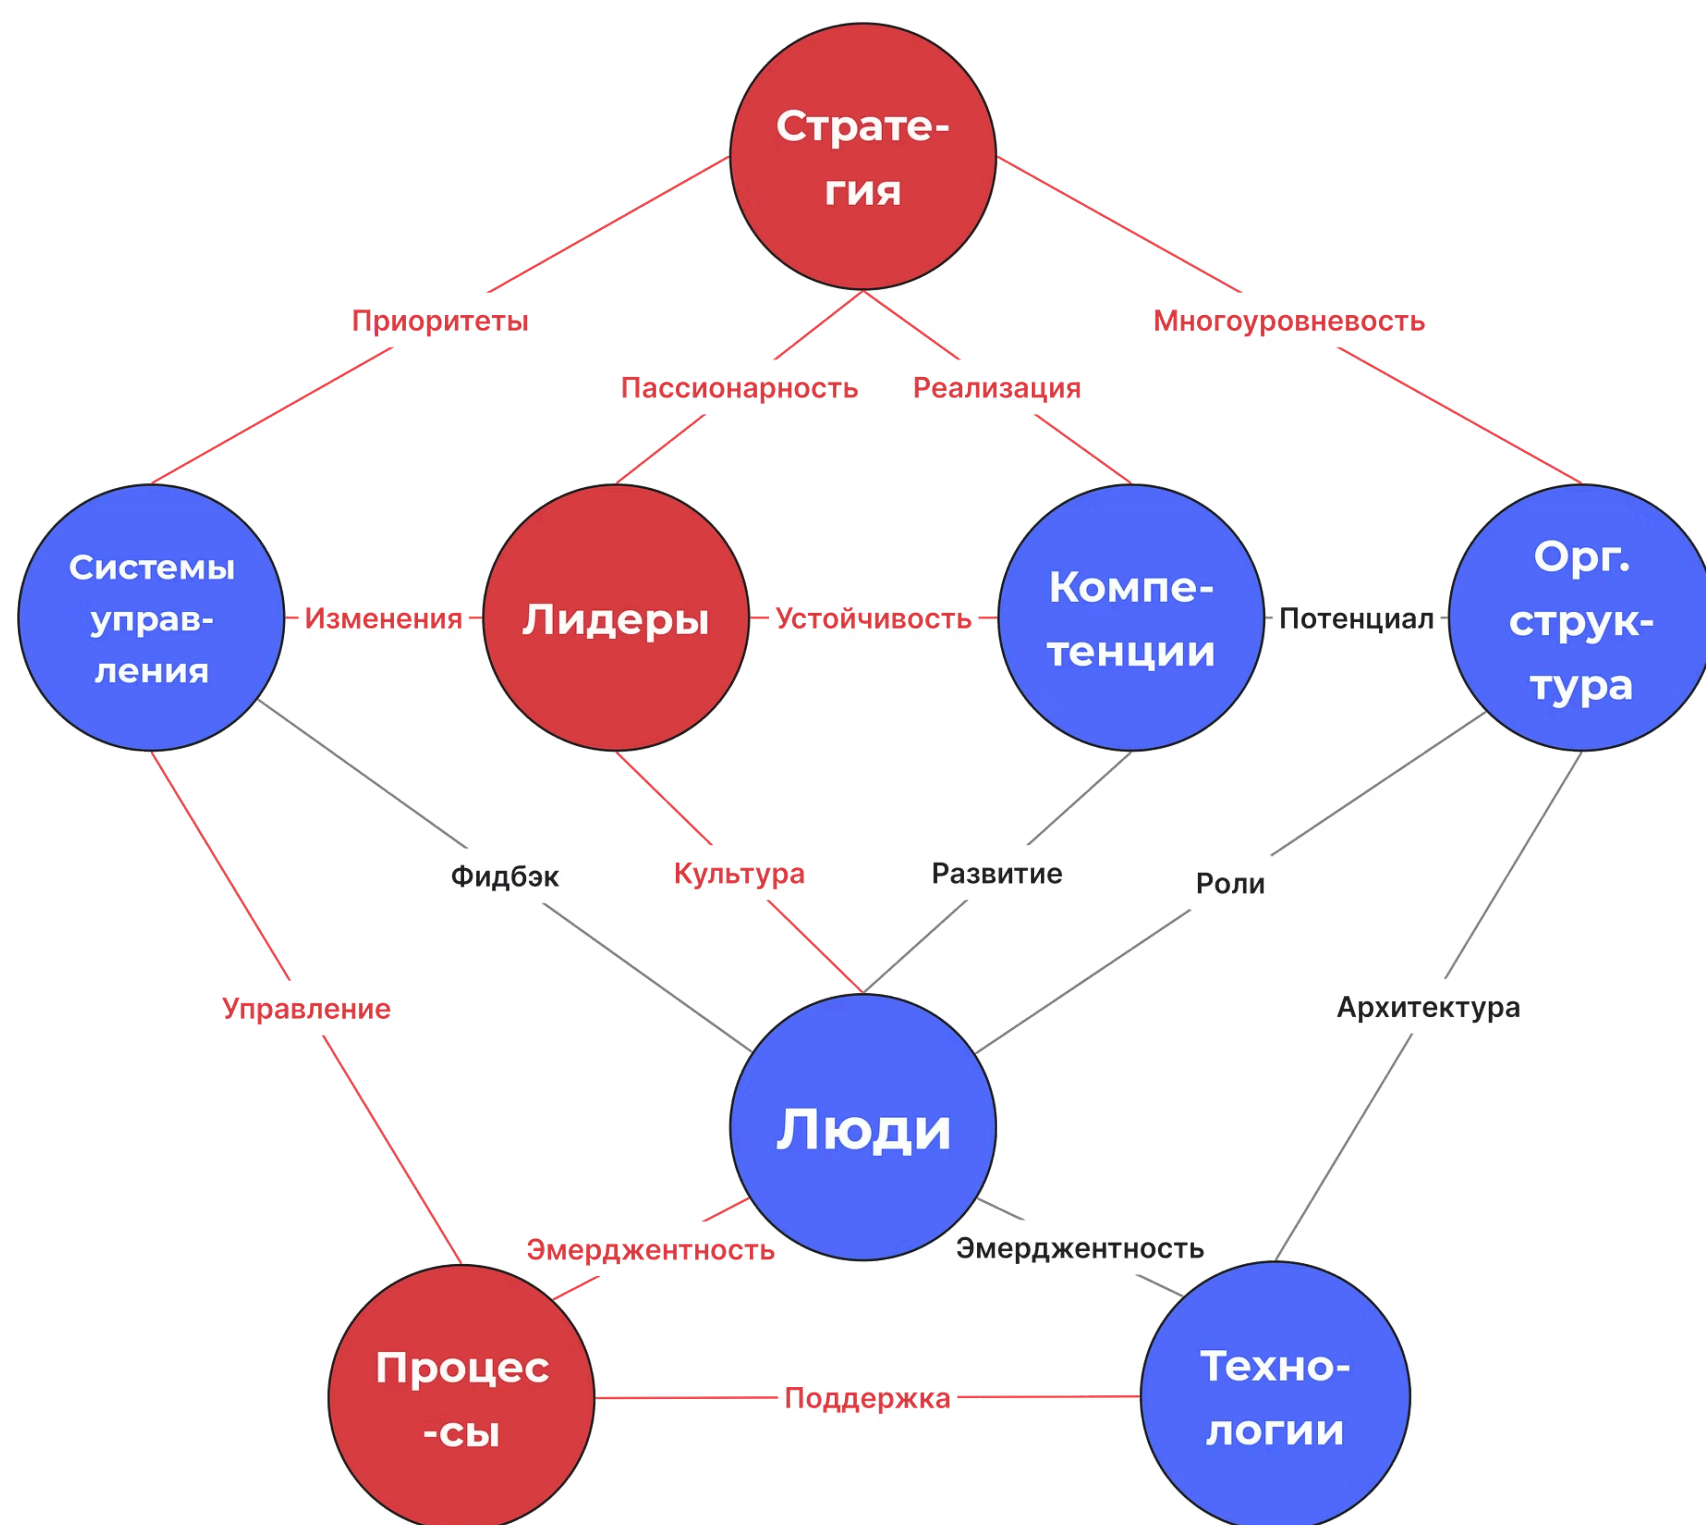 Страте-
гия
Приоритеты
Многоуровневость
Пассионарность
Реализация
Системы
управ-
ления
Изменения
Лидеры
Устойчивость
Компе-
тенции
Потенциал
Орг.
струк-
тура
Фидбэк
Культура
Развитие
Роли
Управление
Архитектура
Люди
Эмерджентность
Эмерджентность
Процес
-сы
Поддержка
Техно-
логии